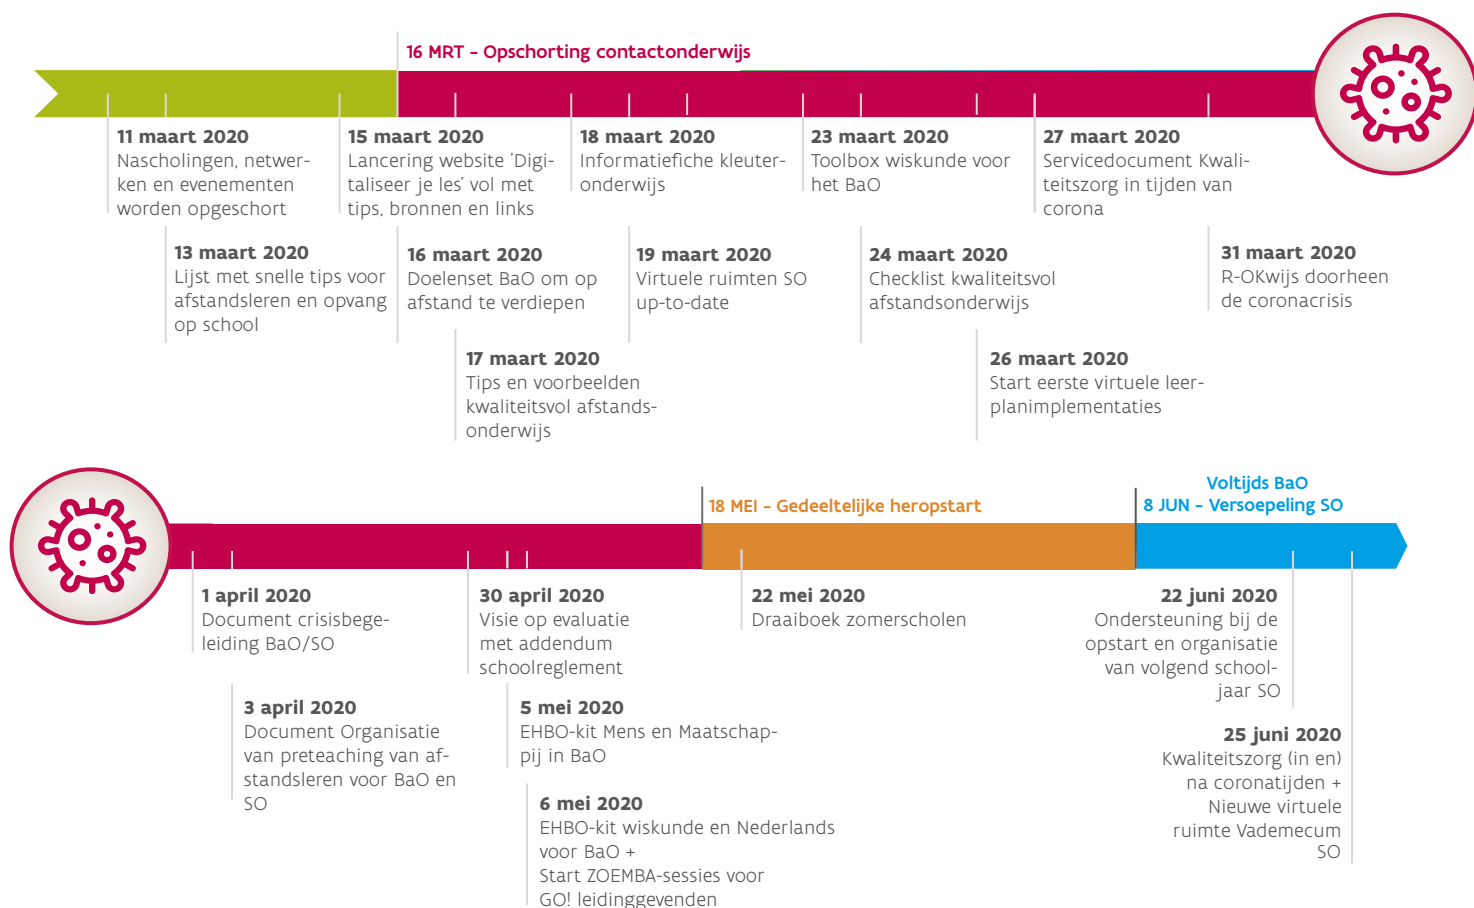 16 MRT - Opschorting contactonderwijs
11 maart 2020
Nascholingen, netwer-
ken en evenementen
worden opgeschort
15 maart 2020
Lancering website 'Digi-
taliseer je les' vol met
tips, bronnen en links
18 maart 2020
Informatiefiche kleuter-
onderwijs
23 maart 2020
Toolbox wiskunde voor
het BaO
27 maart 2020
Servicedocument Kwali-
teitszorg in tijden van
corona
13 maart 2020
Lijst met snelle tips voor
afstandsleren en opvang
op school
16 maart 2020
Doelenset BaO om op
afstand te verdiepen
19 maart 2020
Virtuele ruimten SO
up-to-date
24 maart 2020
Checklist kwaliteitsvol
afstandsonderwijs
31 maart 2020
R-OKwijs doorheen
de coronacrisis
17 maart 2020
Tips en voorbeelden
kwaliteitsvol afstands-
onderwijs
26 maart 2020
Start eerste virtuele leer-
planimplementaties
18 MEI - Gedeeltelijke heropstart
Voltijds BaO
8 JUN - Versoepeling SO
1 april 2020
Document crisisbege-
leiding BaO/SO
30 april 2020
Visie op evaluatie
met addendum
schoolreglement
22 mei 2020
Draaiboek zomerscholen
22 juni 2020
Ondersteuning bij de
opstart en organisatie
van volgend school-
jaar SO
3 april 2020
Document Organisatie
van preteaching van af-
standsleren voor BaO en
SO
5 mei 2020
EHBO-kit Mens en Maatschap-
pij in BaO
25 juni 2020
Kwaliteitszorg (in en)
na coronatijden +
Nieuwe virtuele
ruimte Vademecum
SO
6 mei 2020
EHBO-kit wiskunde en Nederlands
voor BaO +
Start ZOEMBA-sessies voor
GO! leidinggevenden